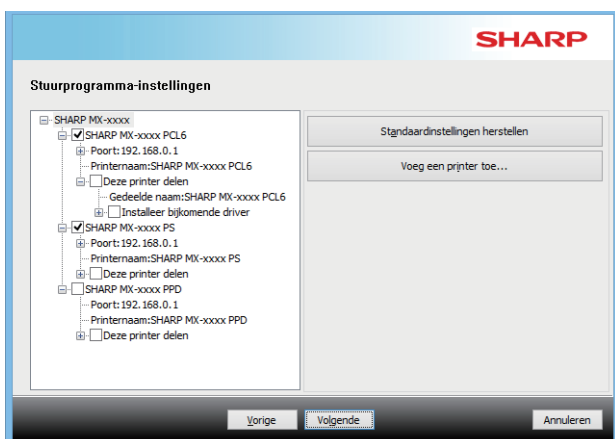 SHARP
Stuurprogramma-instellingen
SHARP MX-xxxx
SHARP MX-xxxx PCL6
Poort:192.168.0.1
Printernaam:SHARP MX-xxxx PCL6
Deze printer delen
Gedeelde naam:SHARP MX-xxxx PCL6
Installeer bijkomende driver
SHARP MX-xxxx PS
Poort:192.168.0.1
Printernaam:SHARP MX-xxxx PS
Deze printer delen
SHARP MX-xxxx PPD
Poort:192.168.0.1
Printernaam:SHARP MX-xxxx PPD
Deze printer delen
Standaardinstellingen herstellen
Voeg een printer toe...
Vorige
Volgende
Annuleren